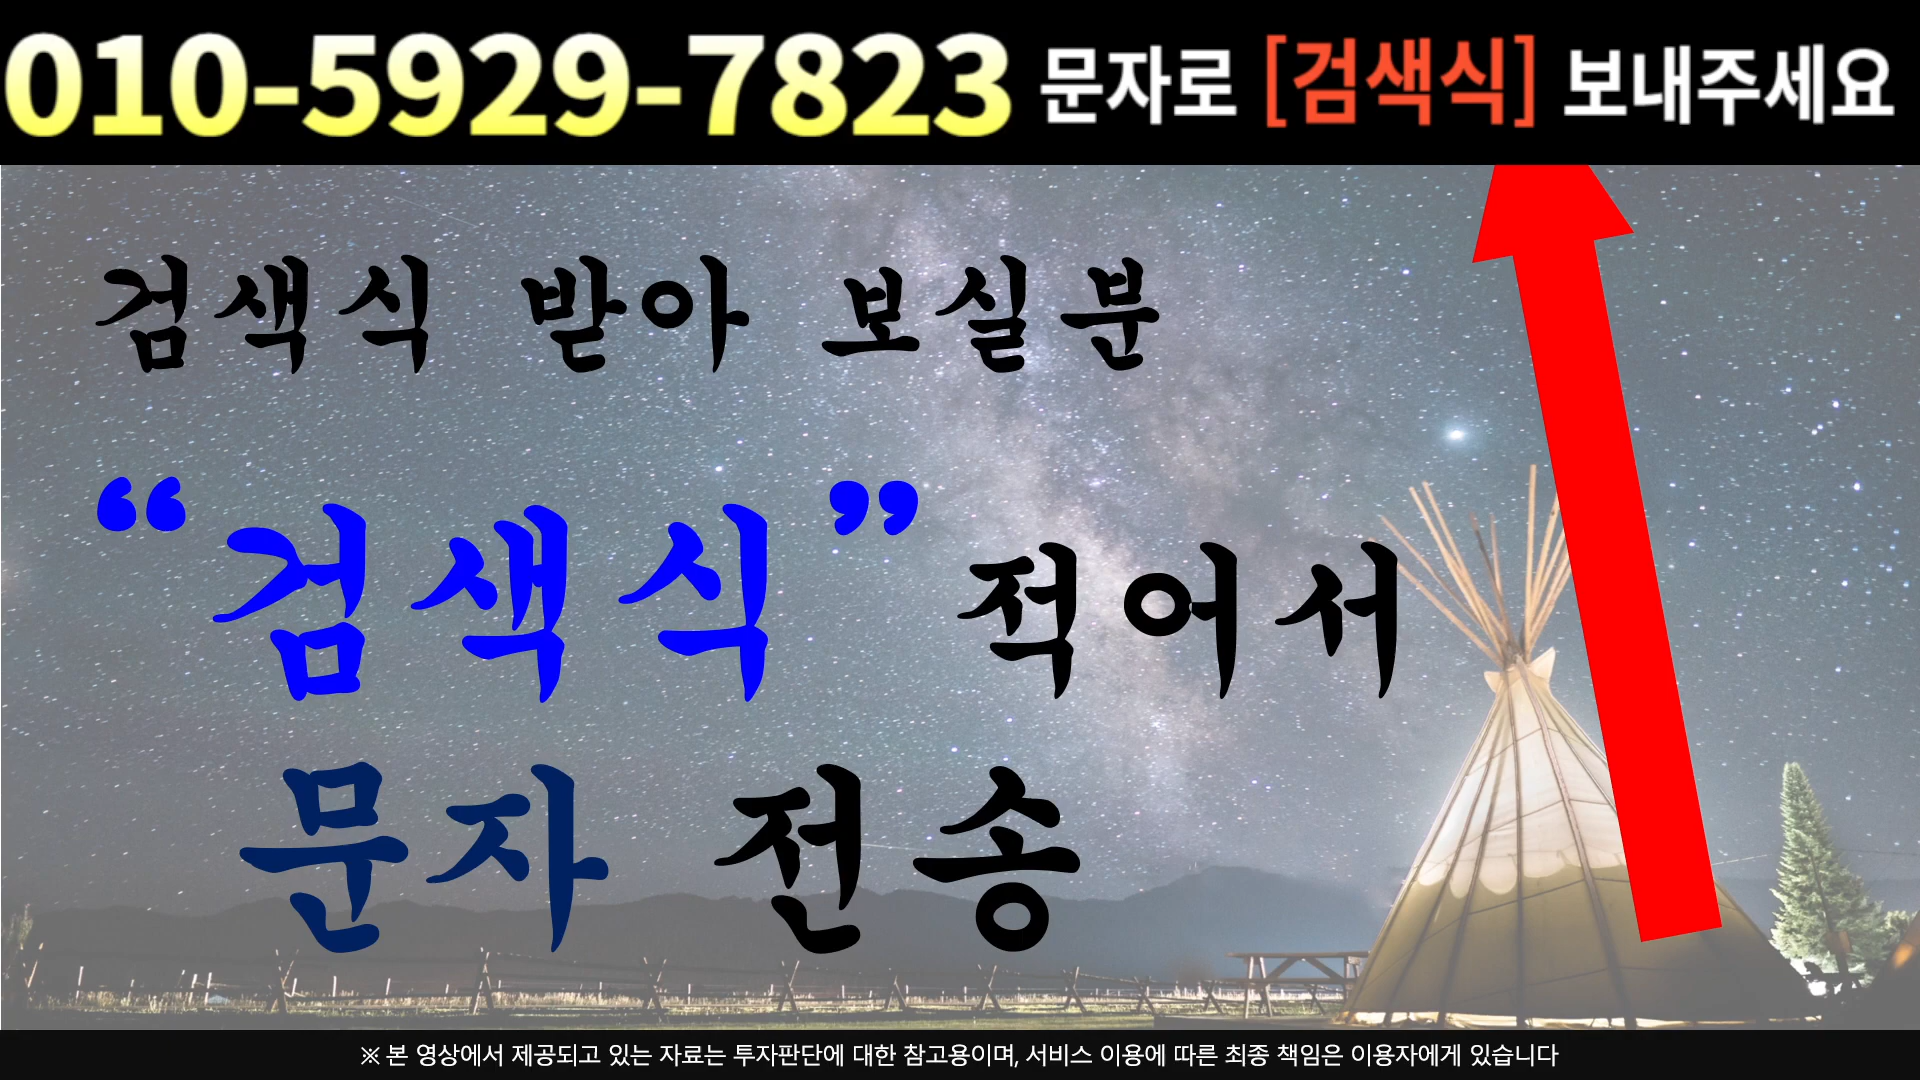 010-5929-7823 문자로 [검색식] 보내주세요
검색식 받아 보실분
“검색식” 적어서
문자 전송
※ 본 영상에서 제공되고 있는 자료는 투자판단에 대한 참고용이며, 서비스 이용에 따른 최종 책임은 이용자에게 있습니다